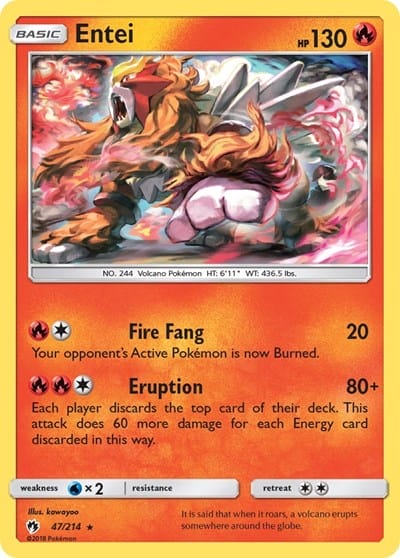 BASIC Entei HP 130
NO. 244 Volcano Pokémon HT: 6'11" WT: 436.5 lbs.
Fire Fang 20
Your opponent's Active Pokémon is now Burned.
Eruption 80+
Each player discards the top card of their deck. This
attack does 60 more damage for each Energy card
discarded in this way.
weakness ×2 resistance retreat
Illus. kawayoo
47/214 ★
©2018 Pokémon
It is said that when it roars, a volcano erupts
somewhere around the globe.